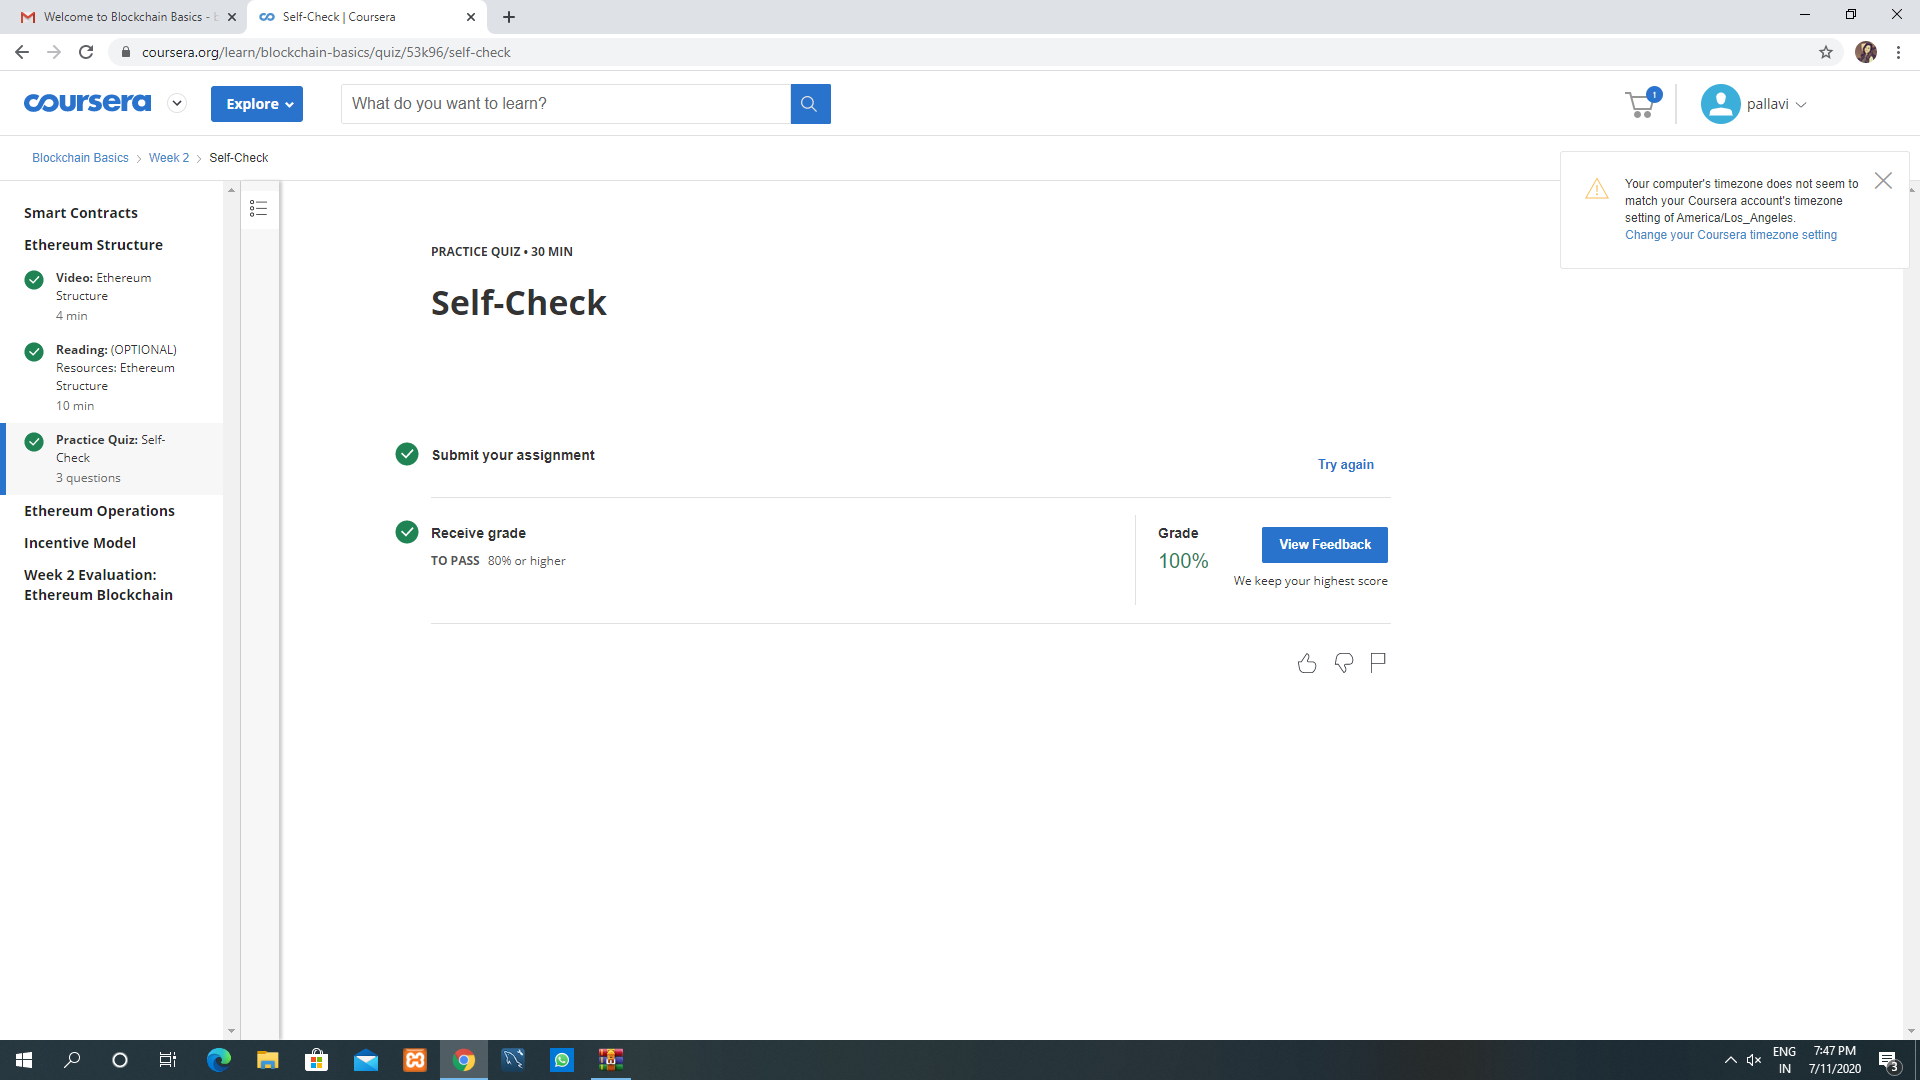 Welcome to Blockchain Basics -
Self-Check | Coursera
coursera.org/learn/blockchain-basics/quiz/53k96/self-check
coursera
Explore
What do you want to learn?
1
pallavi
Blockchain Basics
Week 2
Self-Check
Your computer's timezone does not seem to
match your Coursera account's timezone
setting of America/Los_Angeles.
Change your Coursera timezone setting
Smart Contracts
Ethereum Structure
Video: Ethereum
Structure
4 min
Reading: (OPTIONAL)
Resources: Ethereum
Structure
10 min
Practice Quiz: Self-
Check
3 questions
Ethereum Operations
Incentive Model
Week 2 Evaluation:
Ethereum Blockchain
PRACTICE QUIZ • 30 MIN
Self-Check
Submit your assignment
Try again
Receive grade
TO PASS 80% or higher
Grade
100%
View Feedback
We keep your highest score
ENG
IN
7:47 PM
7/11/2020
3